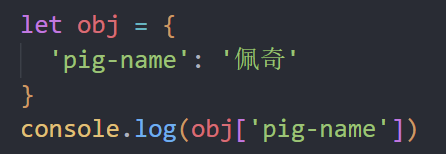 let obj = {
  'pig-name': '佩奇'
}
console.log(obj['pig-name'])